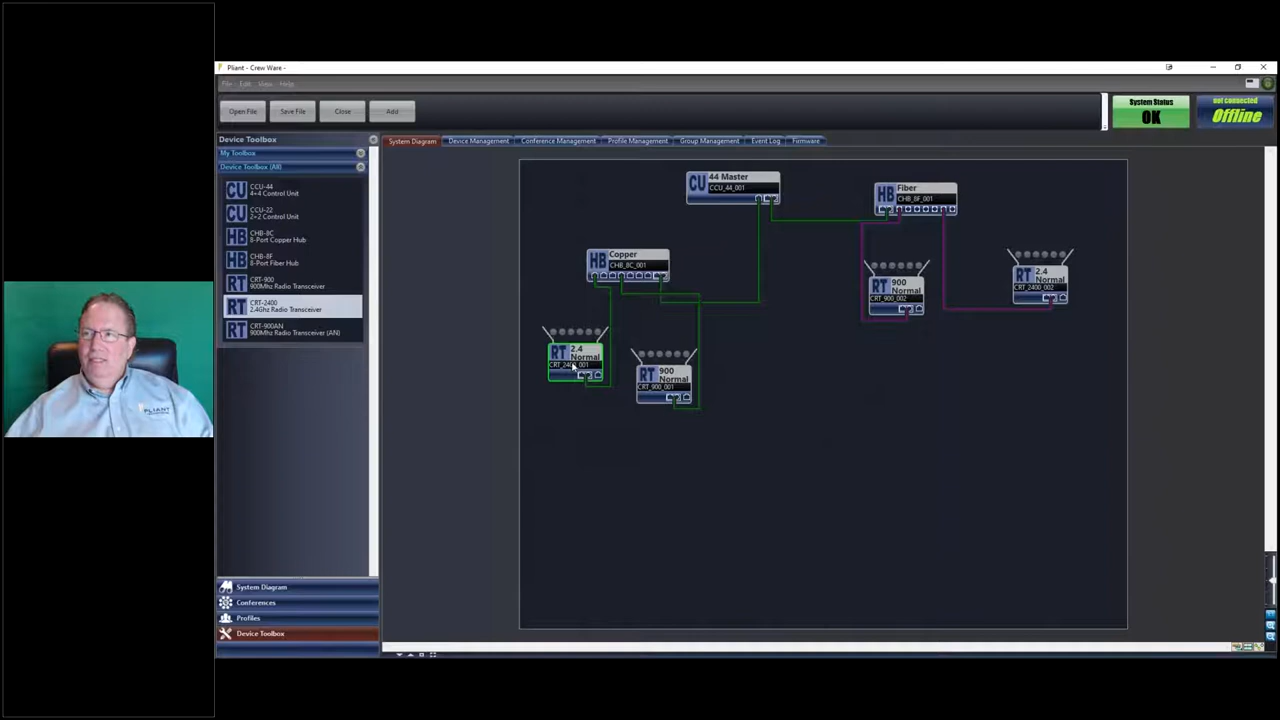 Pliant - Crew Ware -
File Edit View Help
Open File Save File Close Add
System Status
OK
not connected
Offline
Device Toolbox
My Toolbox
Device Toolbox (All)
CU CCU-44
4+4 Control Unit
CU CCU-22
2+2 Control Unit
HB CHB-8C
8-Port Copper Hub
HB CHB-8F
8-Port Fiber Hub
RT CRT-900
900Mhz Radio Transceiver
RT CRT-2400
2.4Ghz Radio Transceiver
RT CRT-900AN
900Mhz Radio Transceiver (AN)
System Diagram
Conferences
Profiles
Device Toolbox
System Diagram Device Management Conference Management Profile Management Group Management Event Log Firmware
CU 44 Master
CCU_44_001
HB Fiber
CHB_8F_001
HB Copper
CHB_8C_001
RT 900
Normal
CRT_900_002
RT 2.4
Normal
CRT_2400_002
RT 2.4
Normal
CRT_2400_001
RT 900
Normal
CRT_900_001
PLIANT